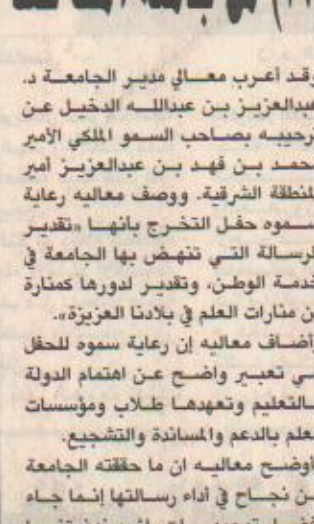 وقد أعرب معالي مدير الجامعة د.
عبدالعزيز بن عبدالله الدخيل عن
ترحيبه بصاحب السمو الملكي الأمير
محمد بن فهد بن عبدالعزيز أمير
المنطقة الشرقية. ووصف معاليه رعاية
سموه حفل التخرج بأنها «تقدير
للرسالة التي تنهض بها الجامعة في
خدمة الوطن، وتقدير لدورها كمنارة
من منارات العلم في بلادنا العزيزة».
وأضاف معاليه إن رعاية سموه للحفل
هي تعبير واضح عن اهتمام الدولة
بالتعليم وتعهدها طلاب ومؤسسات
العلم بالدعم والمساندة والتشجيع.
وأوضح معاليه ان ما حققته الجامعة
من نجاح في أداء رسالتها إنما جاء